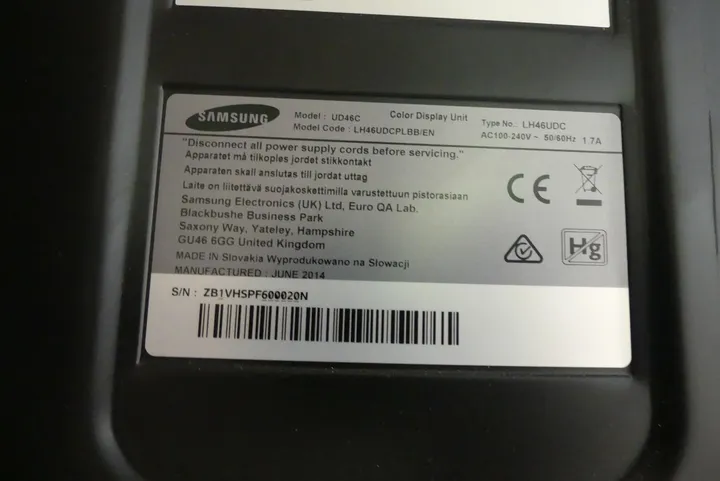 SAMSUNG
Model : UD46C Color Display Unit Type No.: LH46UDC
Model Code : LH46UDCPLBB/EN AC100-240V ~ 50/60Hz 1.7A
"Disconnect all power supply cords before servicing."
Apparatet må tilkoples jordet stikkontakt
Apparaten skall anslutas till jordat uttag
Laite on liitettävä suojakoskettimilla varustettuun pistorasiaan
Samsung Electronics (UK) Ltd, Euro QA Lab.
Blackbushe Business Park
Saxony Way, Yateley, Hampshire
GU46 6GG United Kingdom
MADE IN Slovakia Wyprodukowano na Słowacji
MANUFACTURED : JUNE 2014
CE
Hg
S/N : ZB1VHSPF600020N